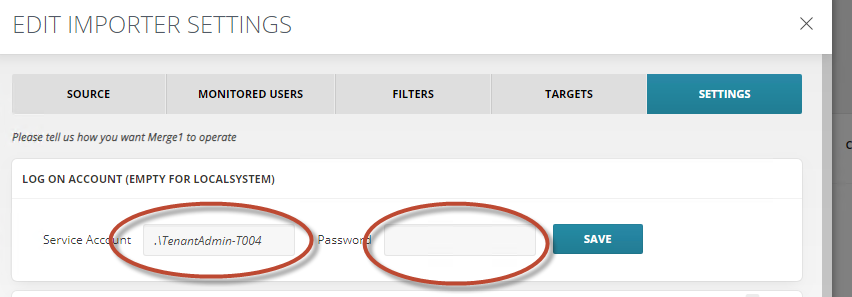 EDIT IMPORTER SETTINGS
SOURCE MONITORED USERS FILTERS TARGETS SETTINGS
Please tell us how you want Merge1 to operate
LOG ON ACCOUNT (EMPTY FOR LOCALSYSTEM)
Service Account .\TenantAdmin-T004 Password SAVE